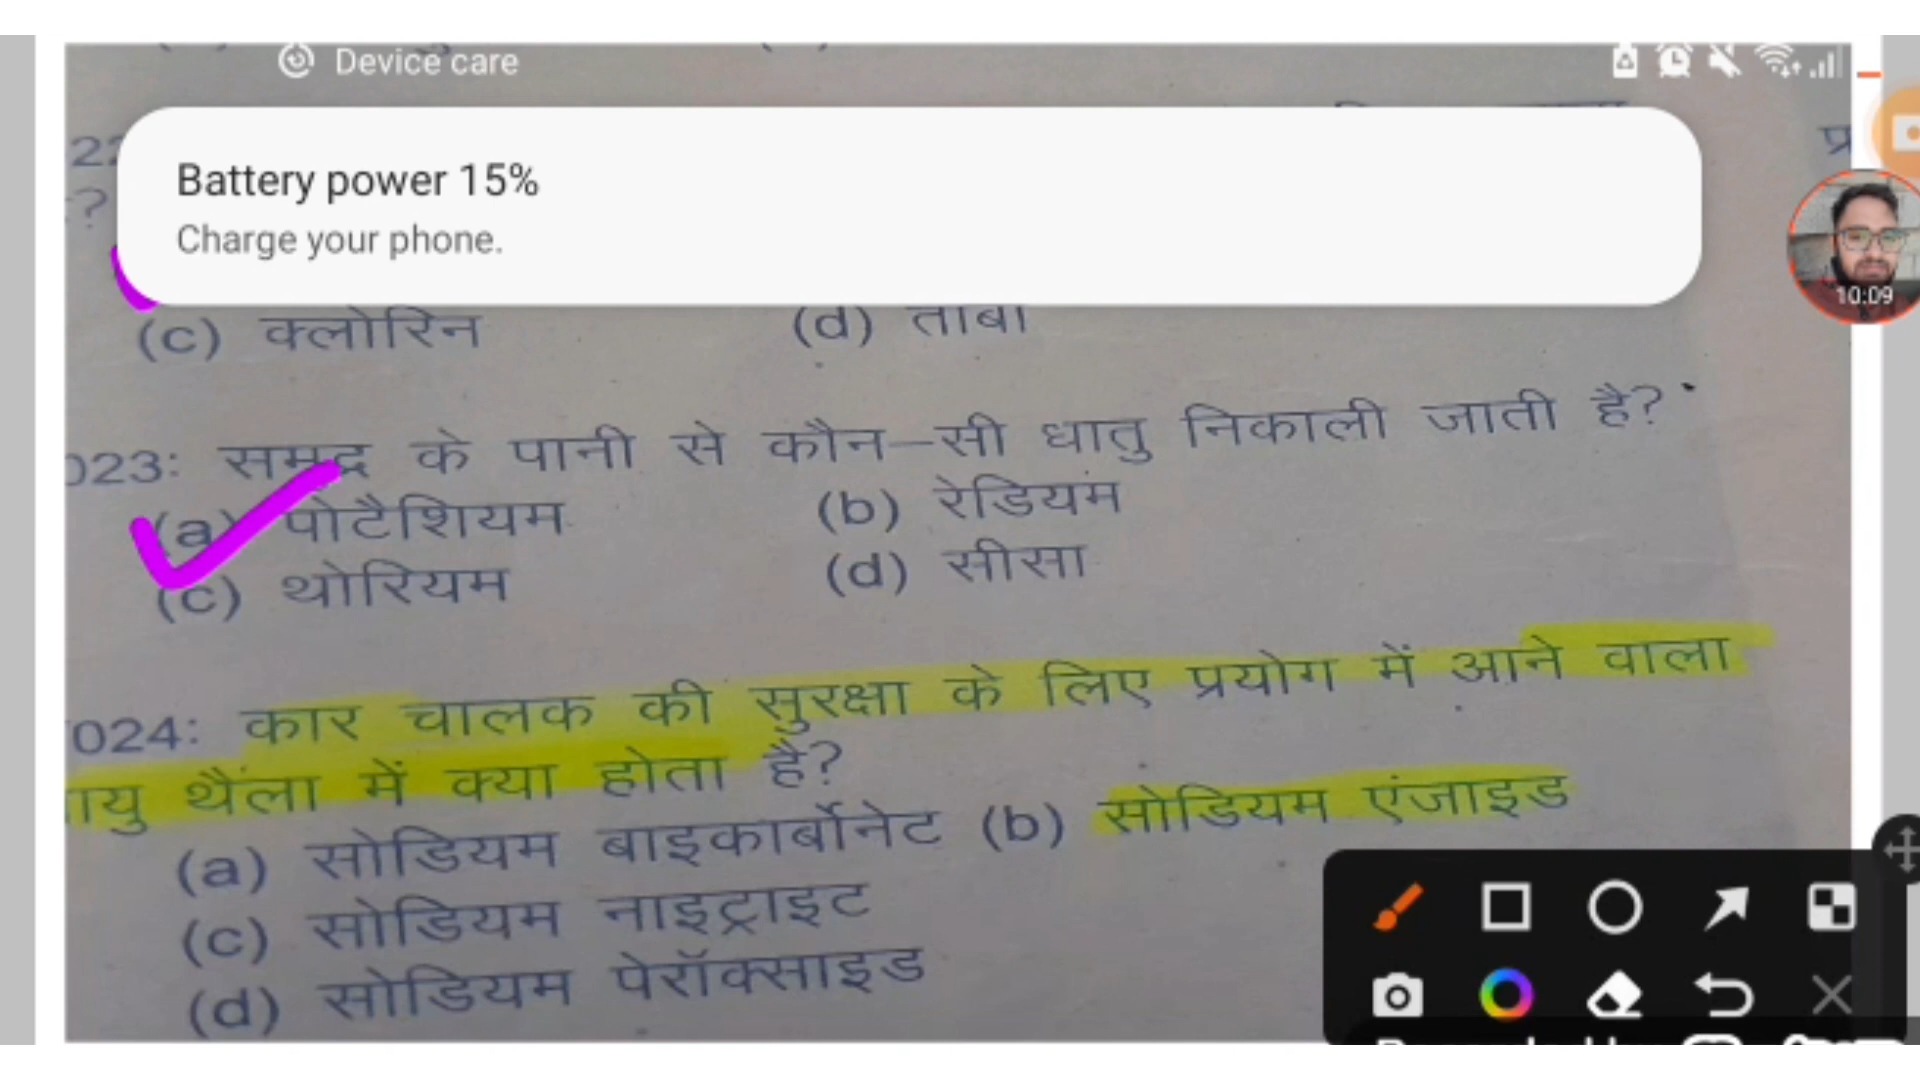 Device care
22
प्र
?
Battery power 15%
Charge your phone.
10:09
(c) क्लोरिन (d) तांबा
023: समुद्र के पानी से कौन–सी धातु निकाली जाती है?
(a) पोटैशियम (b) रेडियम
(c) थोरियम (d) सीसा
024: कार चालक की सुरक्षा के लिए प्रयोग में आने वाला
ायु थैंला में क्या होता है?
(a) सोडियम बाइकार्बोनेट (b) सोडियम एंजाइड
(c) सोडियम नाइट्राइट
(d) सोडियम पेरॉक्साइड